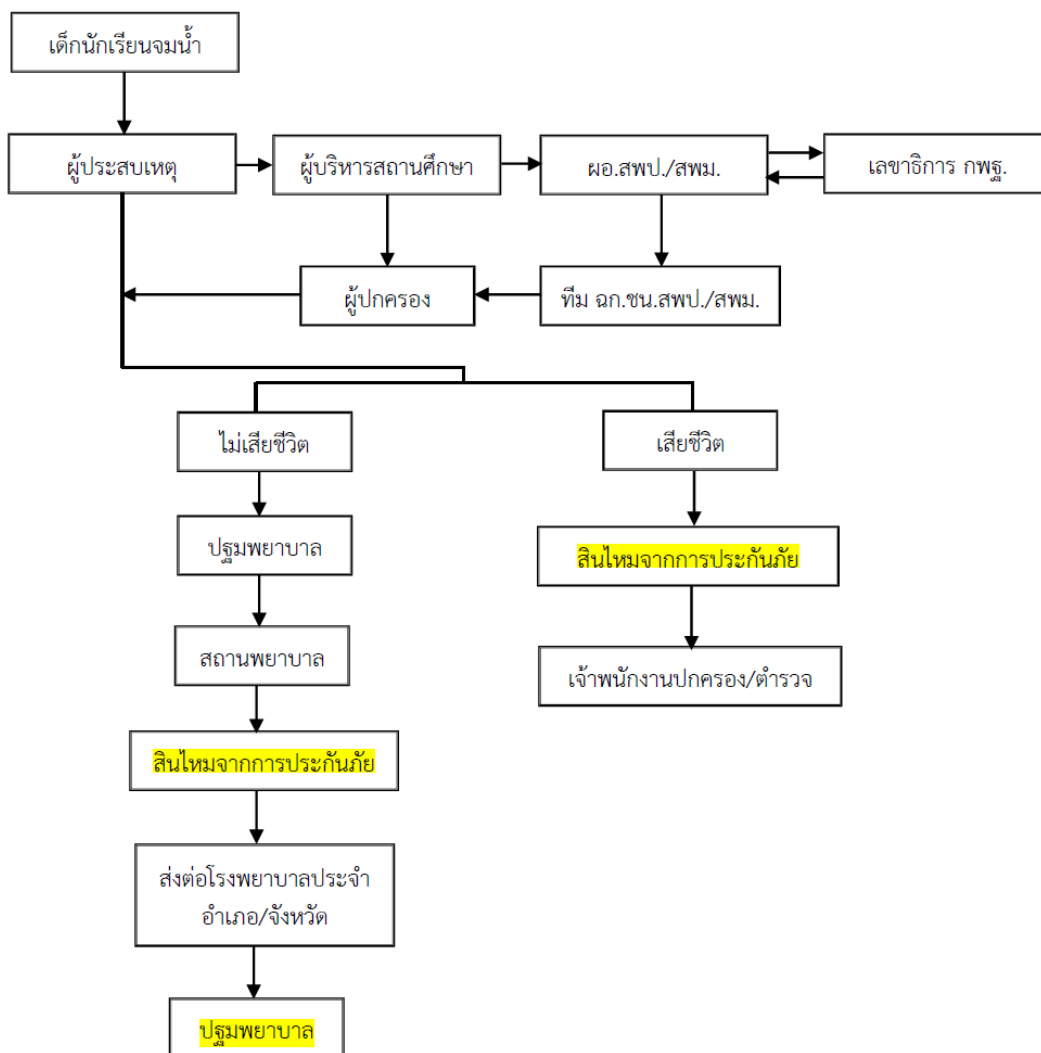 เด็กนักเรียนจมน้ำ
ผู้ประสบเหตุ
ผู้บริหารสถานศึกษา
ผอ.สพป./สพม.
เลขาธิการ กพฐ.
ผู้ปกครอง
ทีม ฉก.ชน.สพป./สพม.
ไม่เสียชีวิต
เสียชีวิต
ปฐมพยาบาล
สินไหมจากการประกันภัย
สถานพยาบาล
เจ้าพนักงานปกครอง/ตำรวจ
สินไหมจากการประกันภัย
ส่งต่อโรงพยาบาลประจำ
อำเภอ/จังหวัด
ปฐมพยาบาล